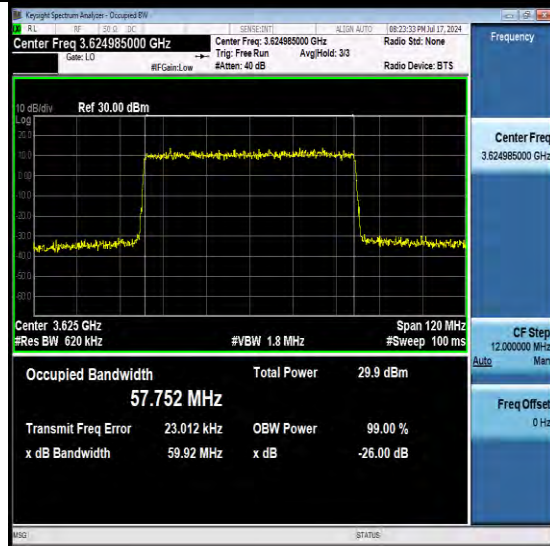 Keysight Spectrum Analyzer - Occupied BW
RL RF 50 Ω DC SENSE:INT ALIGN AUTO 08:23:33 PM Jul 17, 2024
Center Freq 3.624985000 GHz
Center Freq: 3.624985000 GHz
Radio Std: None
Gate: LO
Trig: Free Run Avg|Hold: 3/3
#IFGain:Low
#Atten: 40 dB
Radio Device: BTS
10 dB/div Ref 30.00 dBm
Log
20.0
10.0
0.00
-10.0
-20.0
-30.0
-40.0
-50.0
-60.0
Center 3.625 GHz Span 120 MHz
#Res BW 620 kHz #VBW 1.8 MHz #Sweep 100 ms
Occupied Bandwidth Total Power 29.9 dBm
57.752 MHz
Transmit Freq Error 23.012 kHz OBW Power 99.00 %
x dB Bandwidth 59.92 MHz x dB -26.00 dB
MSG STATUS
Frequency
Center Freq
3.624985000 GHz
CF Step
12.000000 MHz
Auto Man
Freq Offset
0 Hz